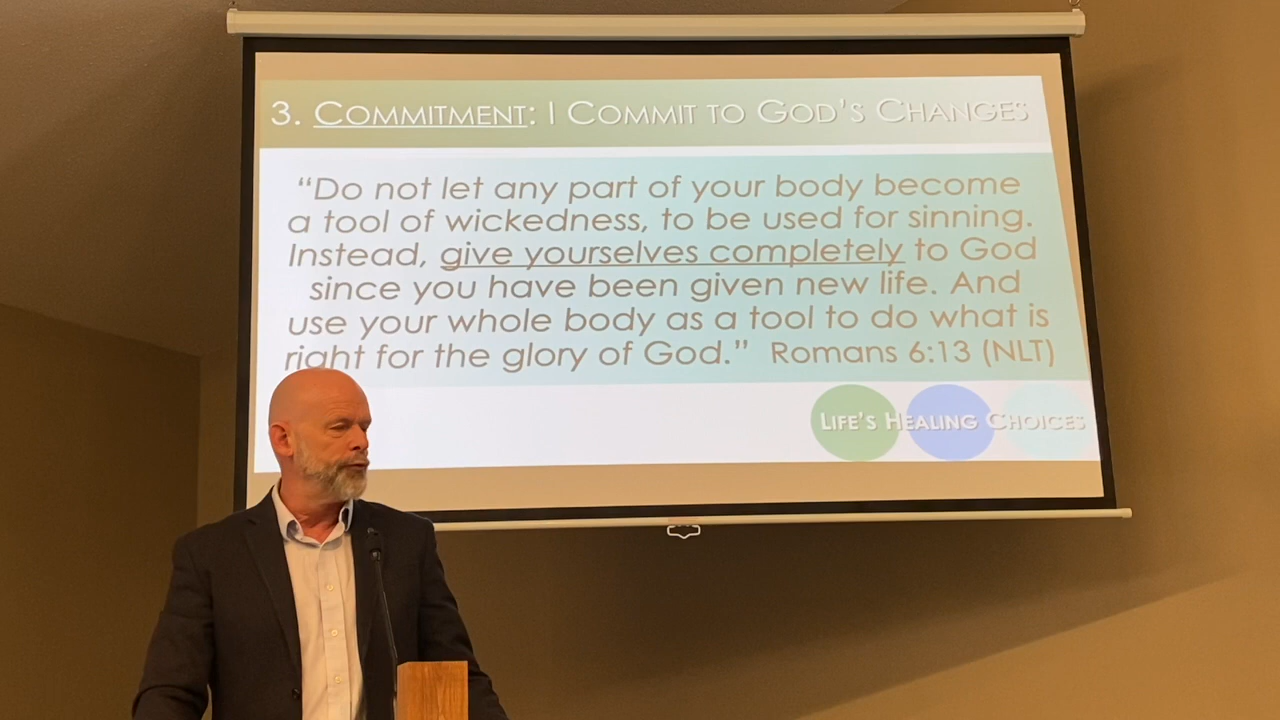 3. COMMITMENT: I COMMIT TO GOD'S CHANGES
“Do not let any part of your body become
a tool of wickedness, to be used for sinning.
Instead, give yourselves completely to God
since you have been given new life. And
use your whole body as a tool to do what is
right for the glory of God.” Romans 6:13 (NLT)
LIFE'S HEALING CHOICES